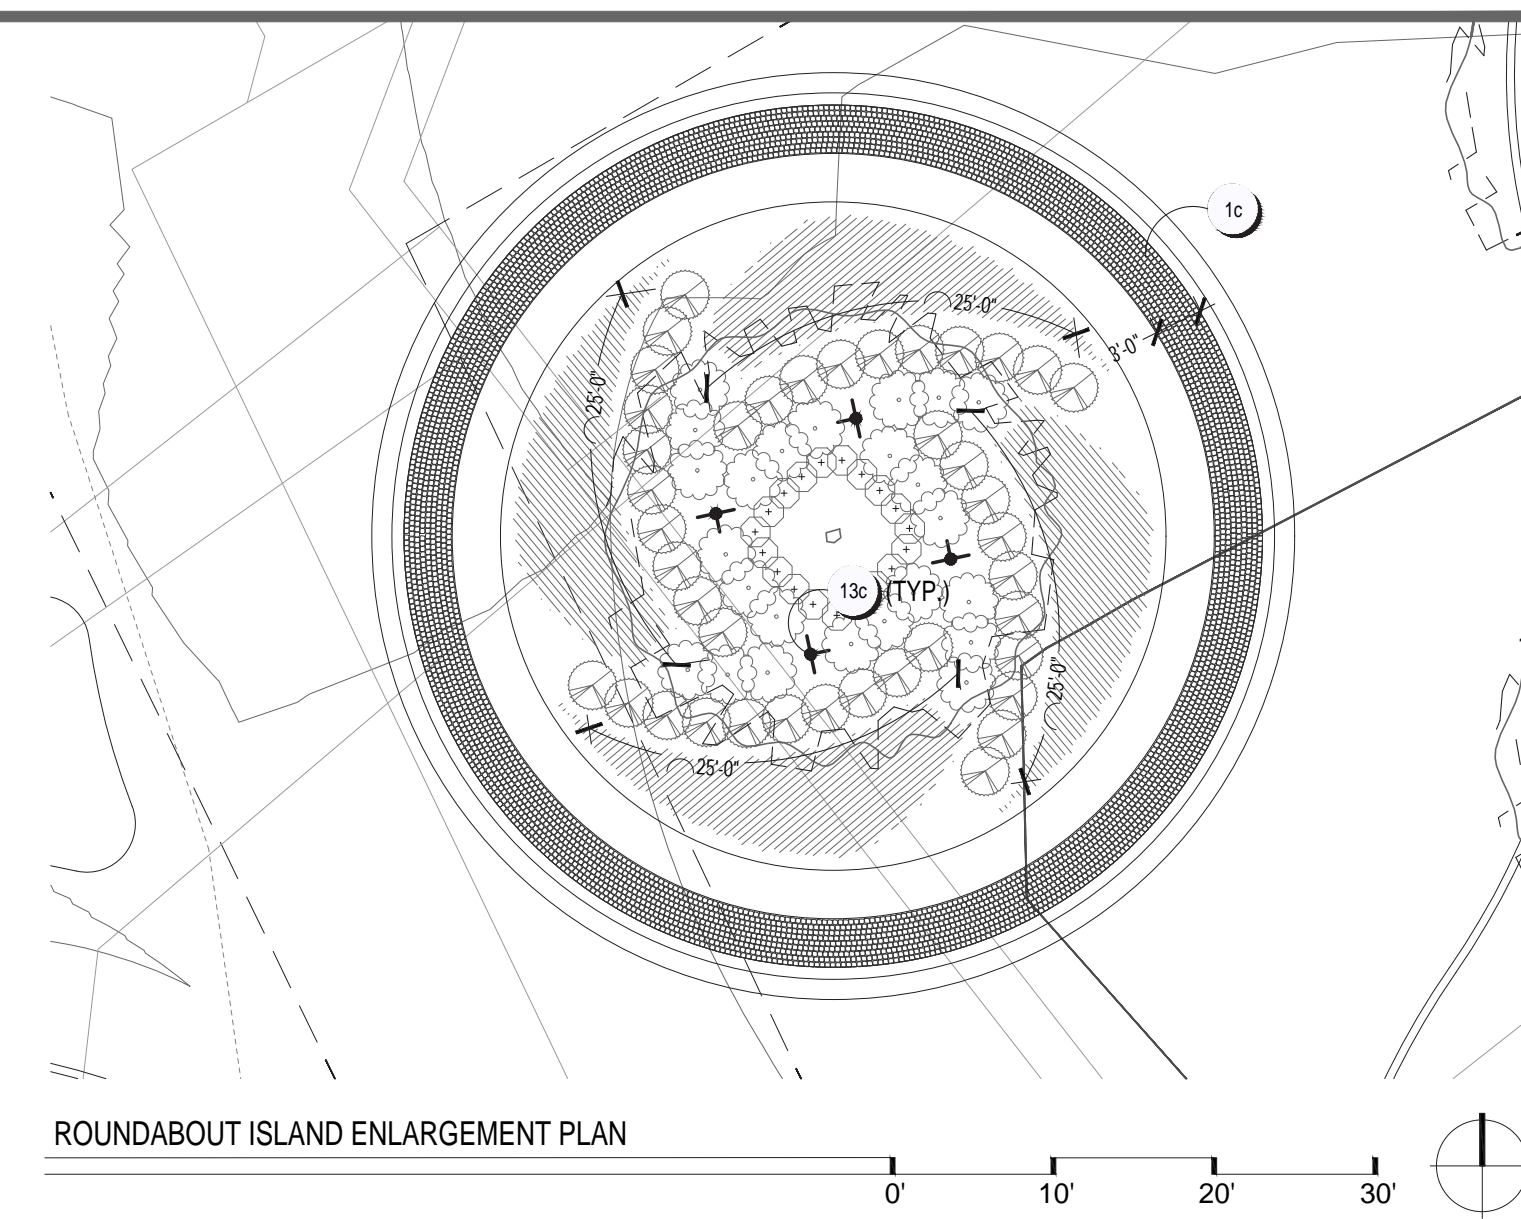 1c
25'-0"
3'-0"
25'-0"
13c (TYP.)
25'-0"
25'-0"
ROUNDABOUT ISLAND ENLARGEMENT PLAN
0' 10' 20' 30'